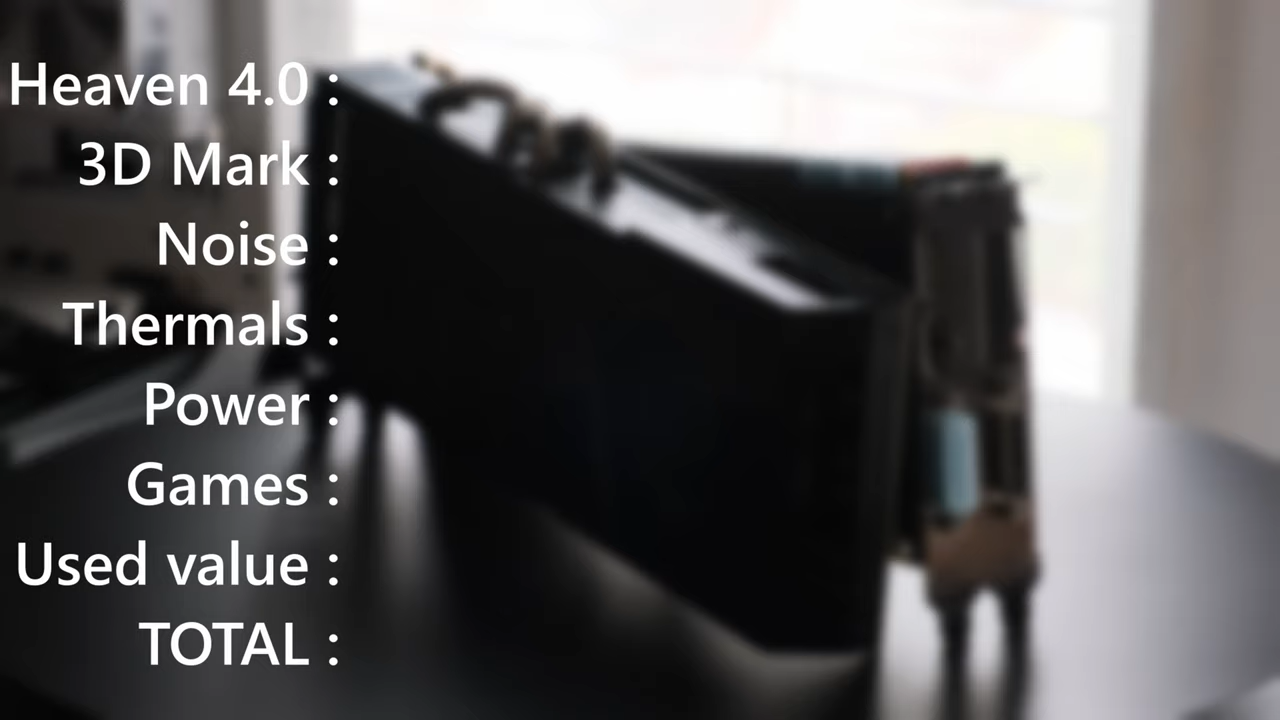 Heaven 4.0 :
3D Mark :
Noise :
Thermals :
Power :
Games :
Used value :
TOTAL :